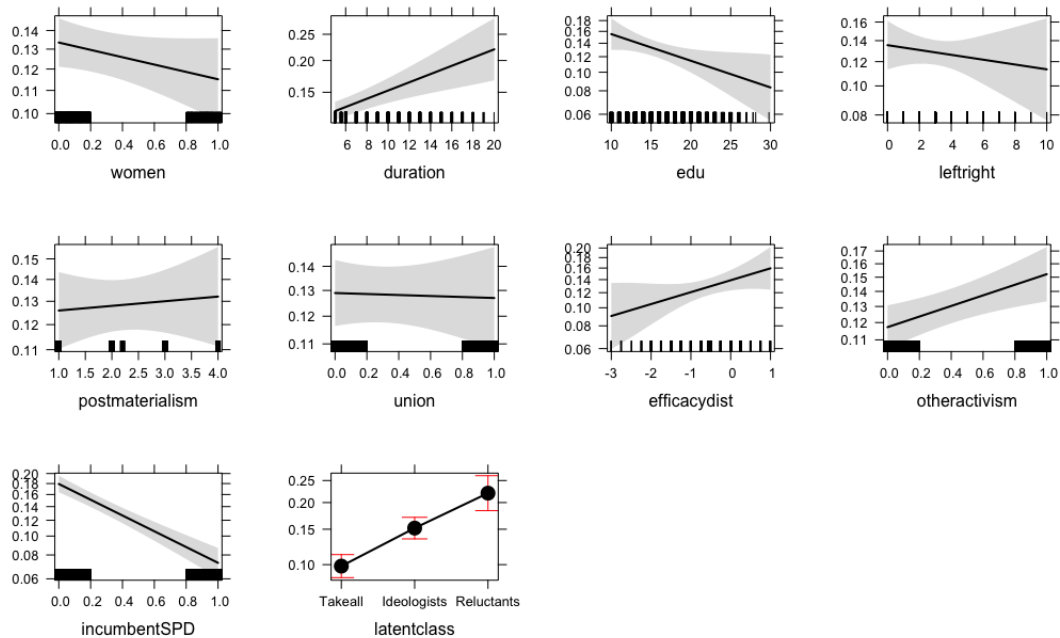 0.14
0.13
0.12
0.11
0.10
0.0 0.2 0.4 0.6 0.8 1.0
women
0.25
0.20
0.15
6 8 10 12 14 16 18 20
duration
0.18
0.16
0.14
0.12
0.10
0.08
0.06
10 15 20 25 30
edu
0.16
0.14
0.12
0.10
0.08
0 2 4 6 8 10
leftright
0.15
0.14
0.13
0.12
0.11
1.0 1.5 2.0 2.5 3.0 3.5 4.0
postmaterialism
0.14
0.13
0.12
0.11
0.0 0.2 0.4 0.6 0.8 1.0
union
0.20
0.18
0.16
0.14
0.12
0.10
0.08
0.06
-3 -2 -1 0 1
efficacydist
0.17
0.16
0.15
0.14
0.13
0.12
0.11
0.0 0.2 0.4 0.6 0.8 1.0
otheractivism
0.20
0.18
0.16
0.14
0.12
0.10
0.08
0.06
0.0 0.2 0.4 0.6 0.8 1.0
incumbentSPD
0.25
0.20
0.15
0.10
Takeall Ideologists Reluctants
latentclass